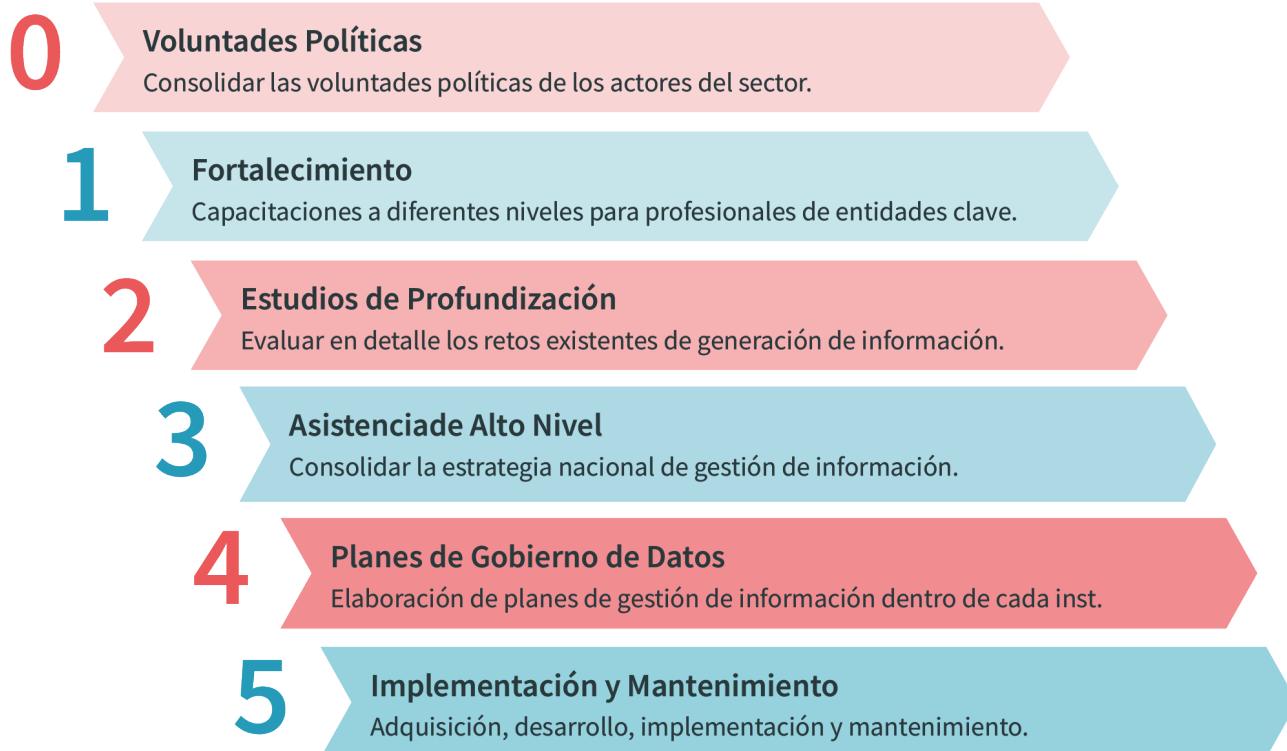 0
Voluntades Políticas
Consolidar las voluntades políticas de los actores del sector.
1
Fortalecimiento
Capacitaciones a diferentes niveles para profesionales de entidades clave.
2
Estudios de Profundización
Evaluar en detalle los retos existentes de generación de información.
3
Asistenciade Alto Nivel
Consolidar la estrategia nacional de gestión de información.
4
Planes de Gobierno de Datos
Elaboración de planes de gestión de información dentro de cada inst.
5
Implementación y Mantenimiento
Adquisición, desarrollo, implementación y mantenimiento.